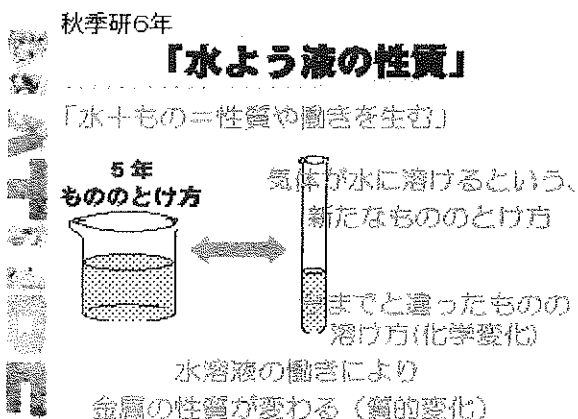 秋季研6年
「水よう液の性質」
「水＋もの＝性質や働きを生む」
5年
もののとけ方
気体が水に溶けるという、
新たなもののとけ方
今までと違ったものの
溶け方(化学変化)
水溶液の働きにより
金属の性質が変わる（質的変化）